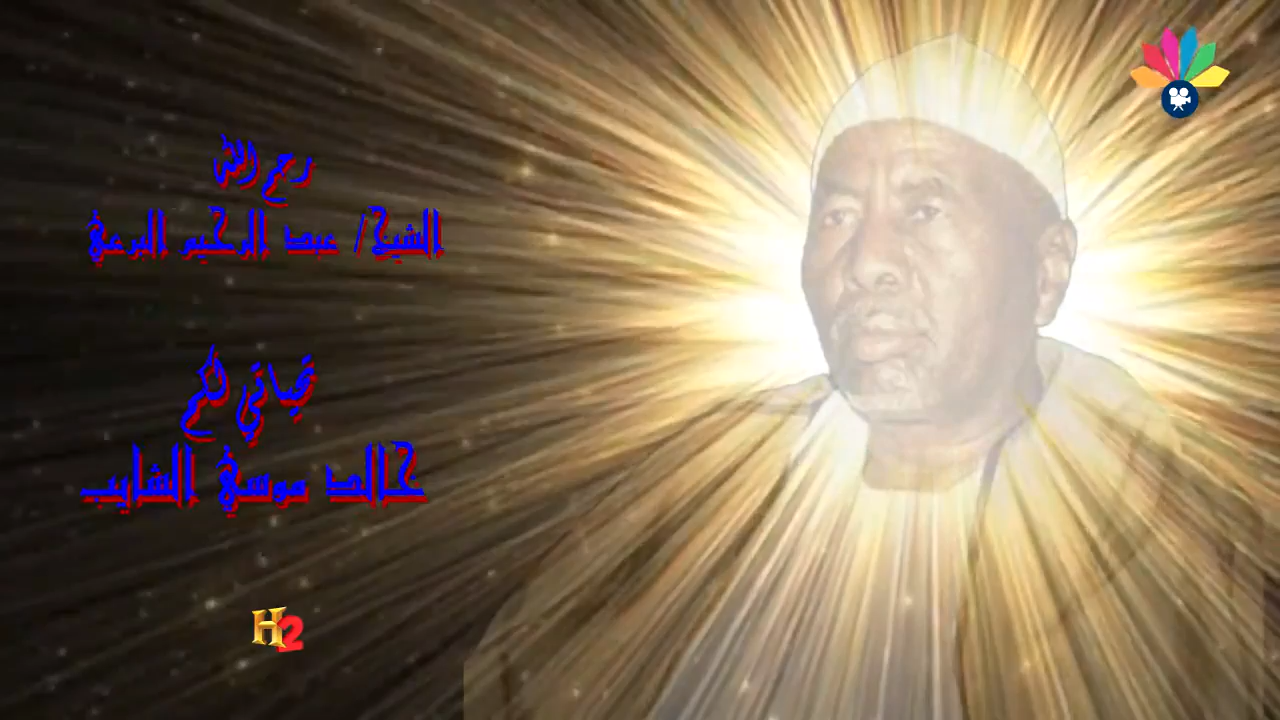 رحم الله
الشيخ/ عبد الرحيم البرعي
تحياتي لكم
خالد موسى الشايب
H2